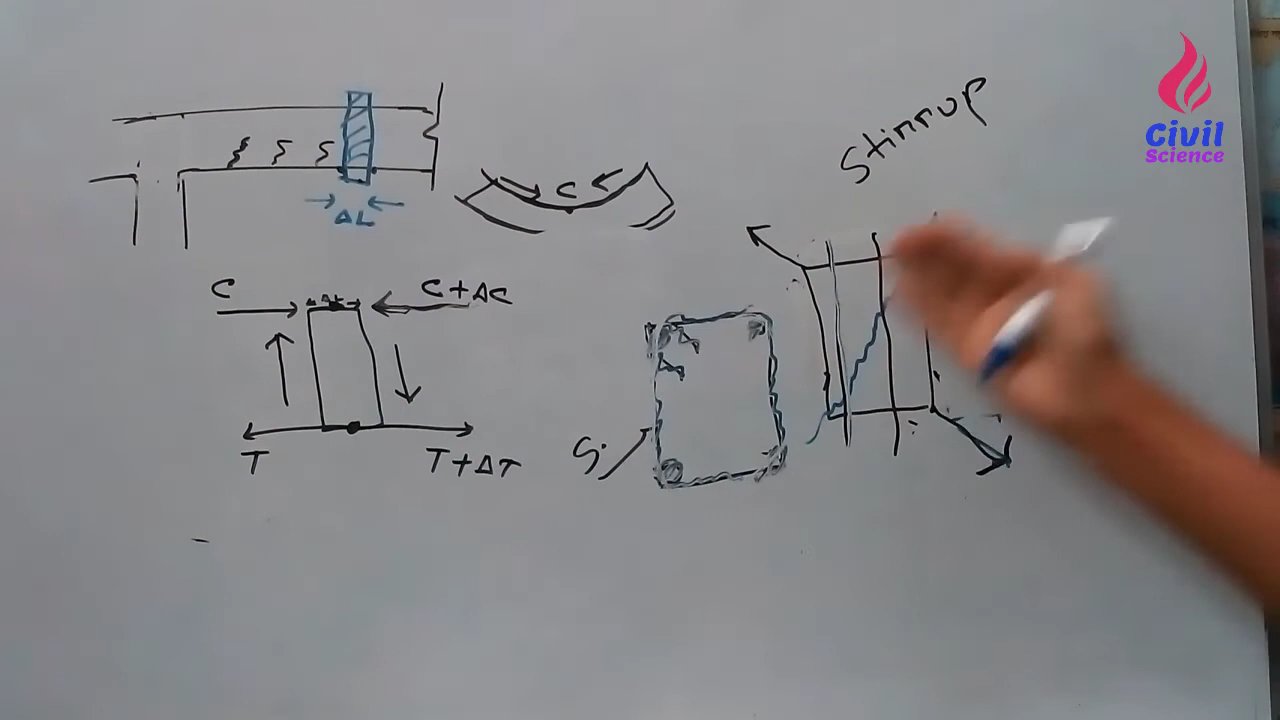 Stirrup
Civil
Science
ΔL
C
C
C+ΔC
T
T+ΔT